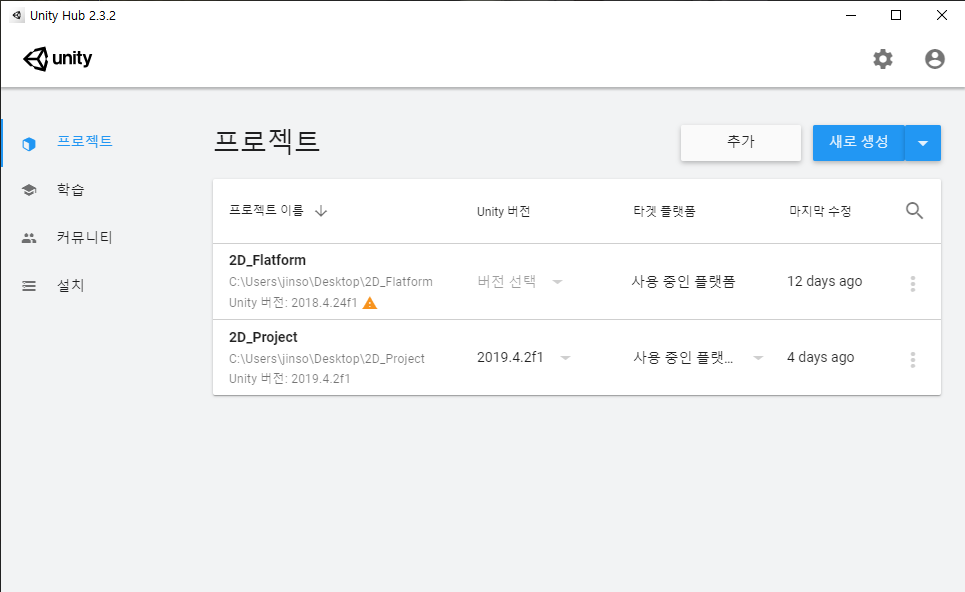 Unity Hub 2.3.2
unity
프로젝트
학습
커뮤니티
설치
프로젝트
추가
새로 생성
프로젝트 이름 Unity 버전 타겟 플랫폼 마지막 수정
2D_Flatform
C:\Users\jinso\Desktop\2D_Flatform
Unity 버전: 2018.4.24f1
버전 선택 사용 중인 플랫폼 12 days ago
2D_Project
C:\Users\jinso\Desktop\2D_Project
Unity 버전: 2019.4.2f1
2019.4.2f1 사용 중인 플랫... 4 days ago